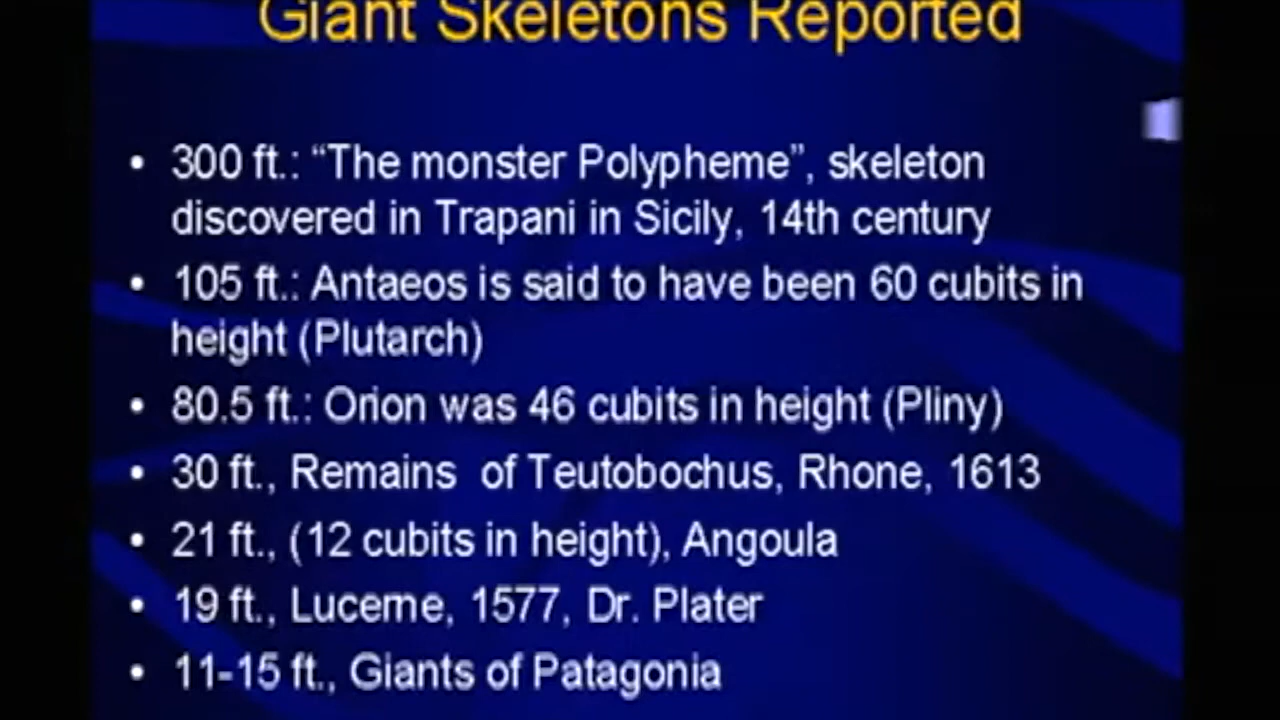 Giant Skeletons Reported
• 300 ft.: “The monster Polypheme”, skeleton
discovered in Trapani in Sicily, 14th century
• 105 ft.: Antaeos is said to have been 60 cubits in
height (Plutarch)
• 80.5 ft.: Orion was 46 cubits in height (Pliny)
• 30 ft., Remains of Teutobochus, Rhone, 1613
• 21 ft., (12 cubits in height), Angoula
• 19 ft., Lucerne, 1577, Dr. Plater
• 11-15 ft., Giants of Patagonia